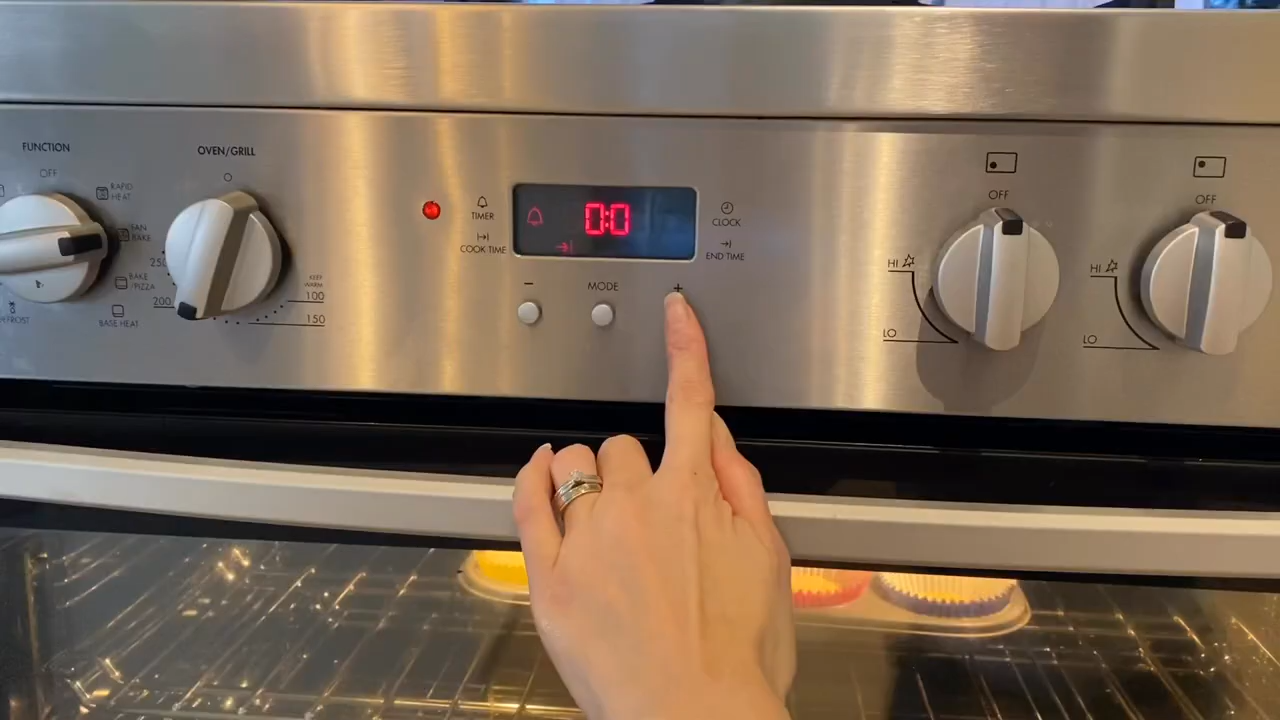 FUNCTION
OFF
RAPID
HEAT
FAN
BAKE
BAKE
/PIZZA
BASE HEAT
OVEN/GRILL
250
200
KEEP
WARM
100
150
TIMER
COOK TIME
0:0
CLOCK
END TIME
-
MODE
+
OFF
HI
LO
OFF
HI
LO